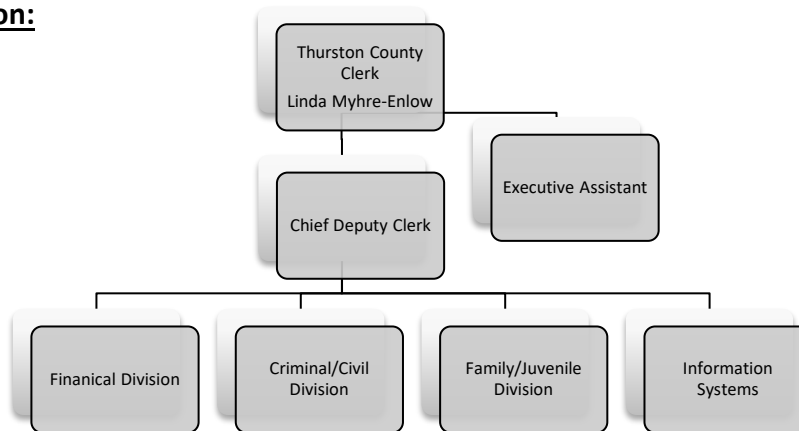 on:
Thurston County
Clerk
Linda Myhre-Enlow
Executive Assistant
Chief Deputy Clerk
Finanical Division
Criminal/Civil
Division
Family/Juvenile
Division
Information
Systems